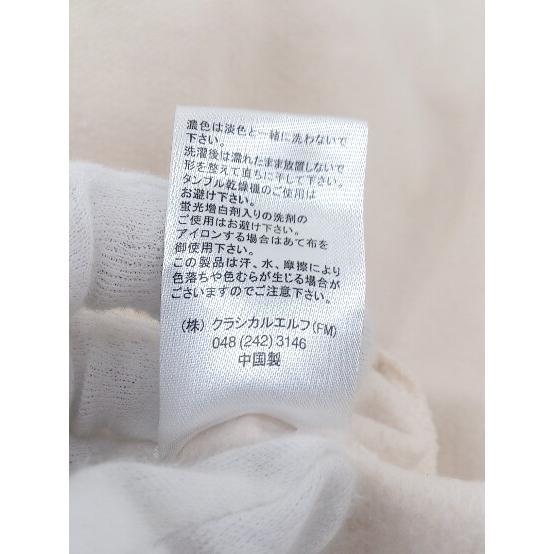 濃色は淡色と一緒に洗わないで
下さい。
洗濯後は濡れたまま放置しないで
形を整えて直ちに干して下さい。
タンブル乾燥機のご使用は
お避け下さい。
蛍光増白剤入りの洗剤の
ご使用はお避け下さい。
アイロンする場合はあて布を
御使用下さい。
この製品は汗、水、摩擦により
色落ちや色むらが生じる場合が
ございますのでご注意下さい。
(株) クラシカルエルフ(FM)
048 (242) 3146
中国製